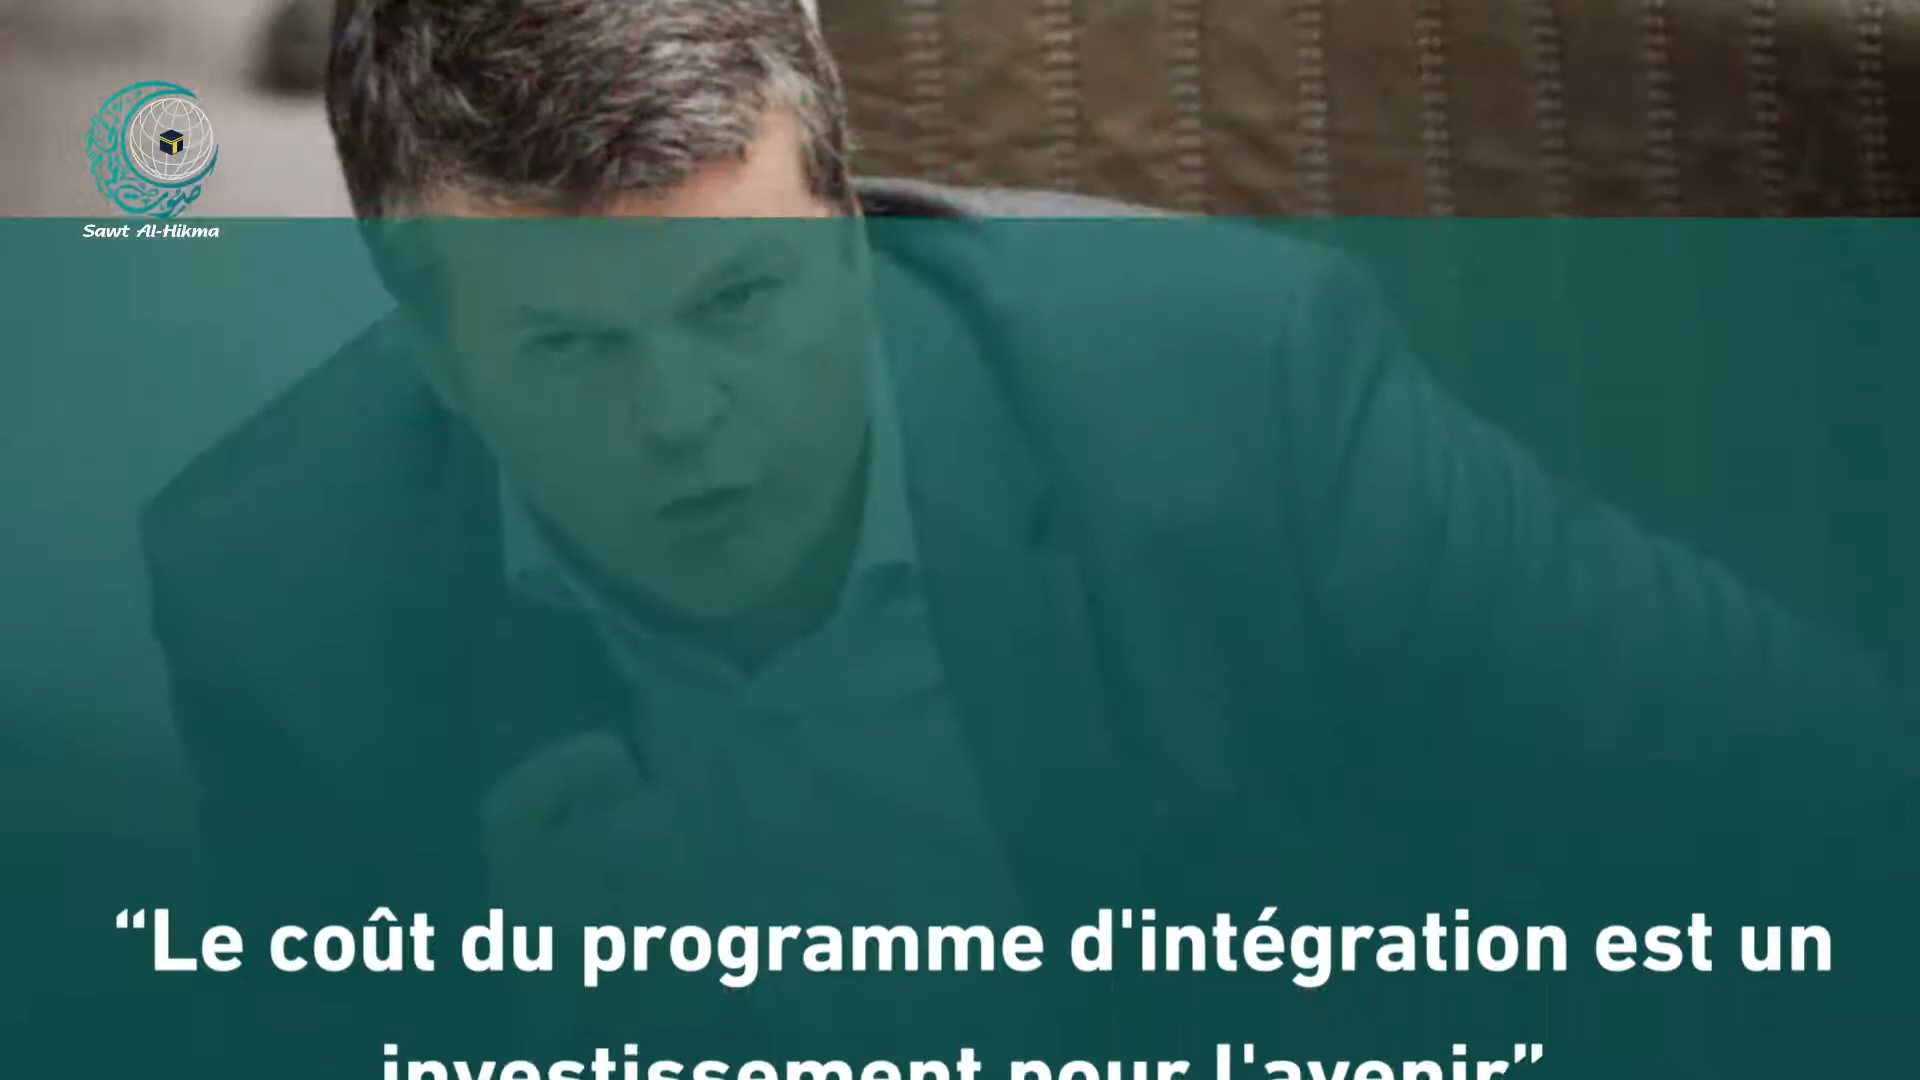 Sawt Al-Hikma
“Le coût du programme d'intégration est un
investissement pour l'avenir”